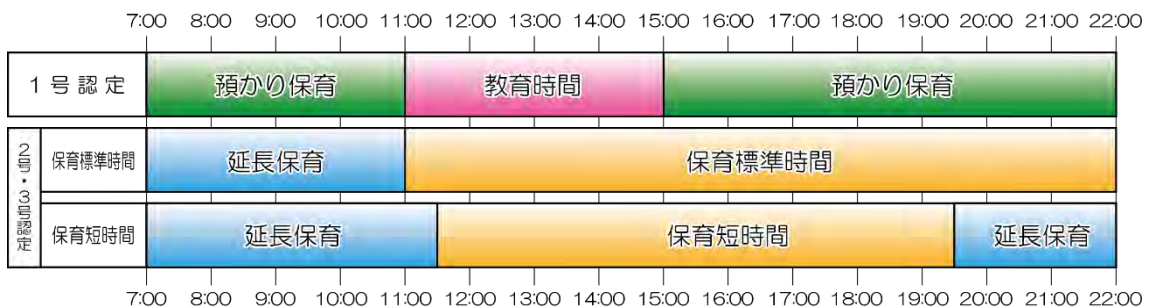 7:00 8:00 9:00 10:00 11:00 12:00 13:00 14:00 15:00 16:00 17:00 18:00 19:00 20:00 21:00 22:00
1号認定 預かり保育 教育時間 預かり保育
2号・3号認定
保育標準時間 延長保育 保育標準時間
保育短時間 延長保育 保育短時間 延長保育
7:00 8:00 9:00 10:00 11:00 12:00 13:00 14:00 15:00 16:00 17:00 18:00 19:00 20:00 21:00 22:00